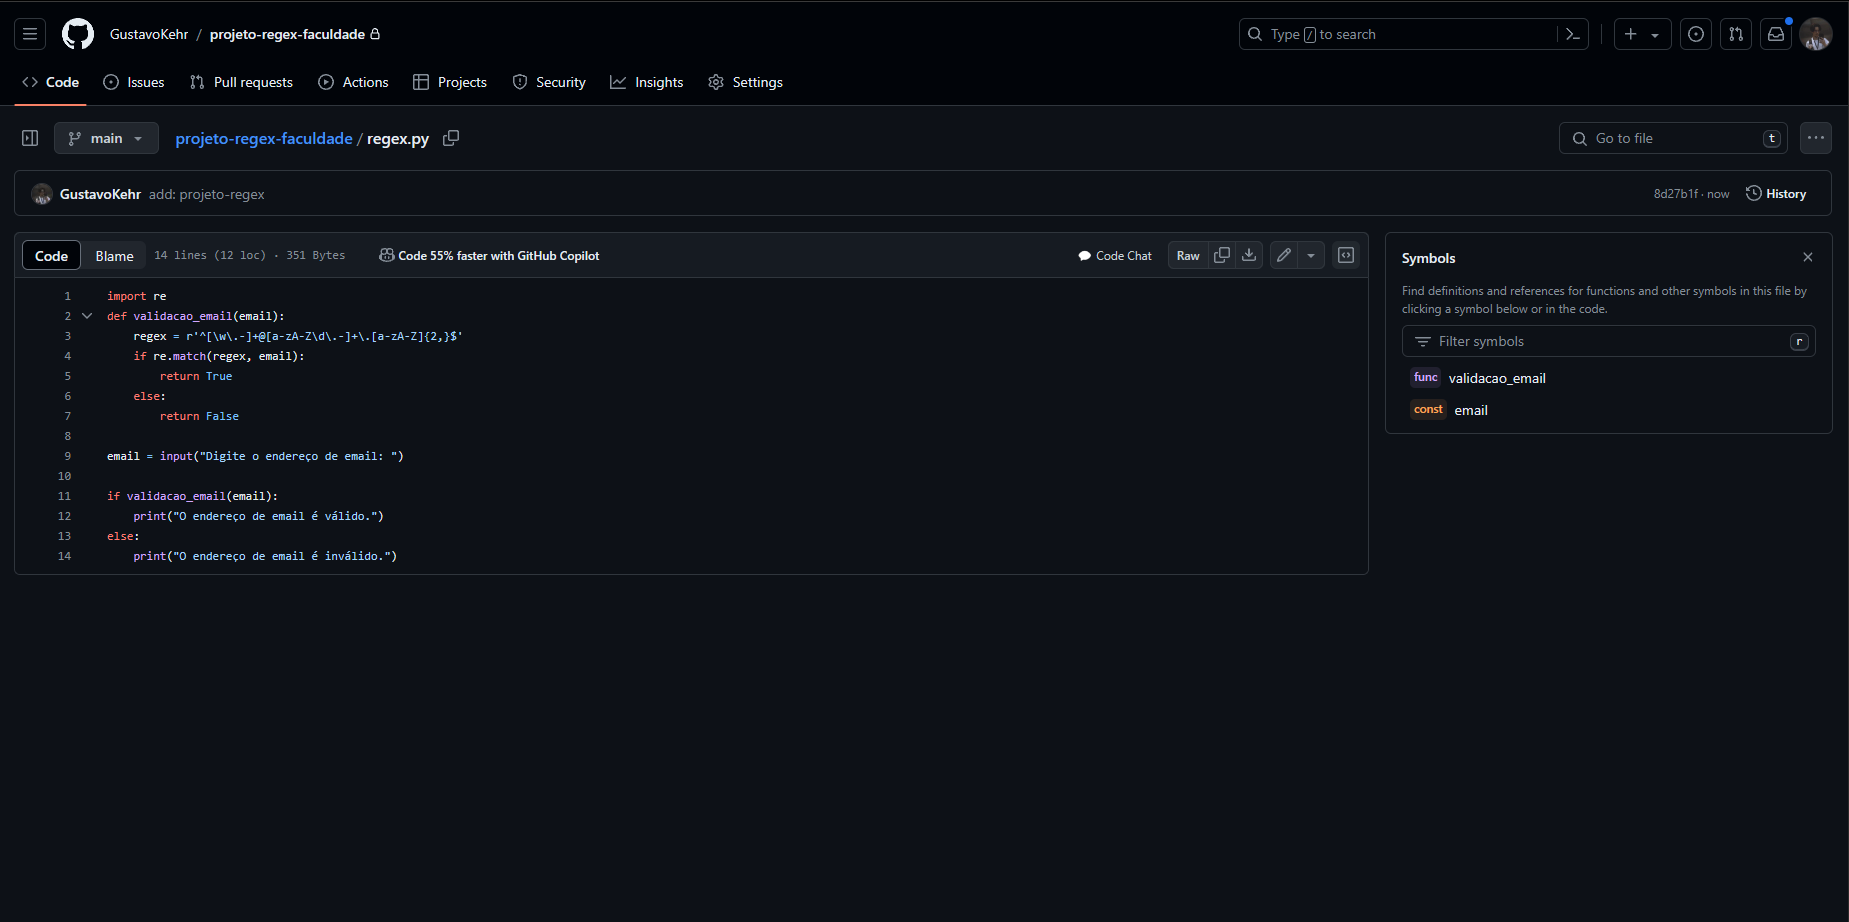 GustavoKehr / projeto-regex-faculdade
Type / to search
Code Issues Pull requests Actions Projects Security Insights Settings
main projeto-regex-faculdade / regex.py
Go to file t
GustavoKehr add: projeto-regex
8d27b1f · now History
Code Blame 14 lines (12 loc) · 351 Bytes Code 55% faster with GitHub Copilot
Code Chat Raw
1 import re
2 def validacao_email(email):
3     regex = r'^[\w\.-]+@[a-zA-Z\d\.-]+\.[a-zA-Z]{2,}$'
4     if re.match(regex, email):
5         return True
6     else:
7         return False
8
9 email = input("Digite o endereço de email: ")
10
11 if validacao_email(email):
12     print("O endereço de email é válido.")
13 else:
14     print("O endereço de email é inválido.")
Symbols
Find definitions and references for functions and other symbols in this file by
clicking a symbol below or in the code.
Filter symbols r
func validacao_email
const email